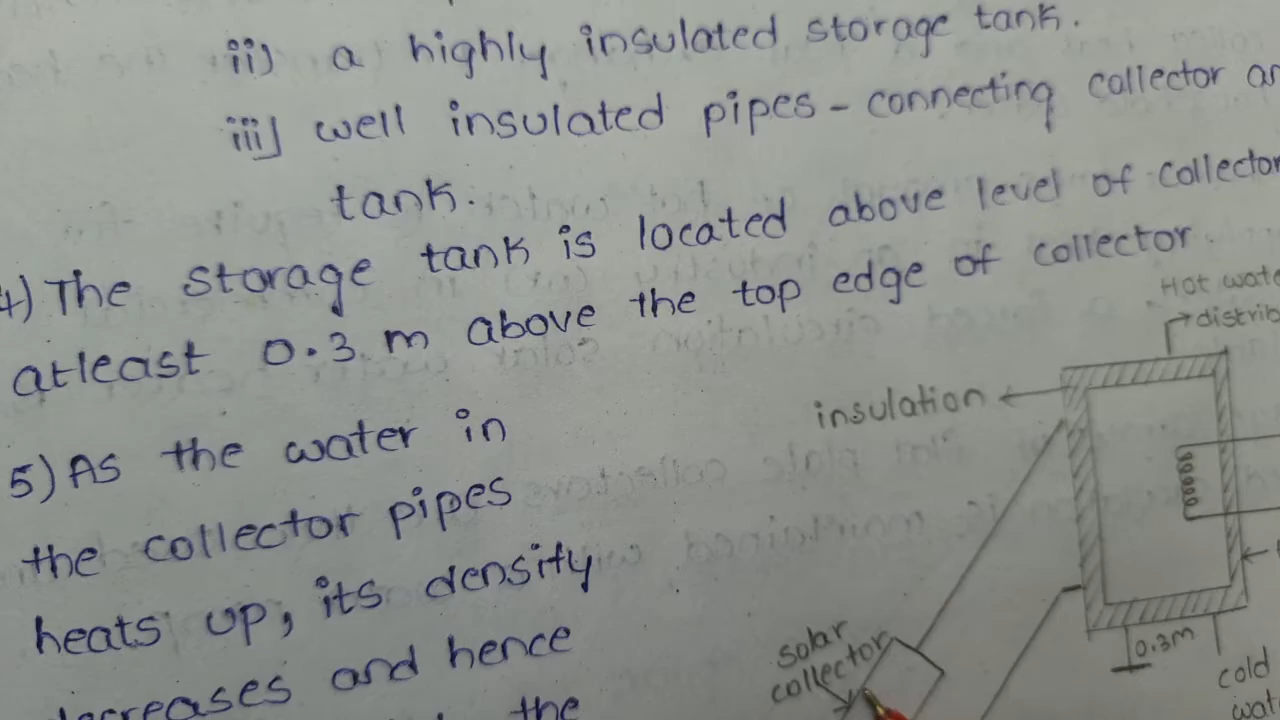 ii) a highly insulated storage tank.
iii) well insulated pipes - connecting collector
tank.
4) The storage tank is located above level of collector
atleast 0.3 m above the top edge of collector
5) As the water in
the collector pipes
heats up, its density
decreases and hence
the
Hot
distrib
insulation
solar
collector
0.3m
cold